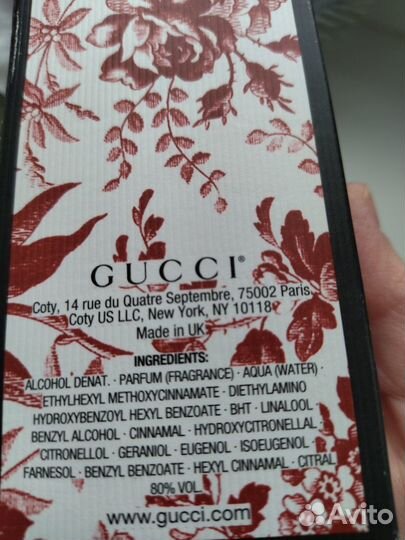 GUCCI®
Coty, 14 rue du Quatre Septembre, 75002 Paris
Coty US LLC, New York, NY 10118
Made in UK
INGREDIENTS:
ALCOHOL DENAT. · PARFUM (FRAGRANCE) · AQUA (WATER) ·
ETHYLHEXYL METHOXYCINNAMATE · DIETHYLAMINO
HYDROXYBENZOYL HEXYL BENZOATE · BHT · LINALOOL
BENZYL ALCOHOL · CINNAMAL · HYDROXYCITRONELLAL ·
CITRONELLOL · GERANIOL · EUGENOL · ISOEUGENOL ·
FARNESOL · BENZYL BENZOATE · HEXYL CINNAMAL · CITRAL
80% VOL
www.gucci.com
Avito